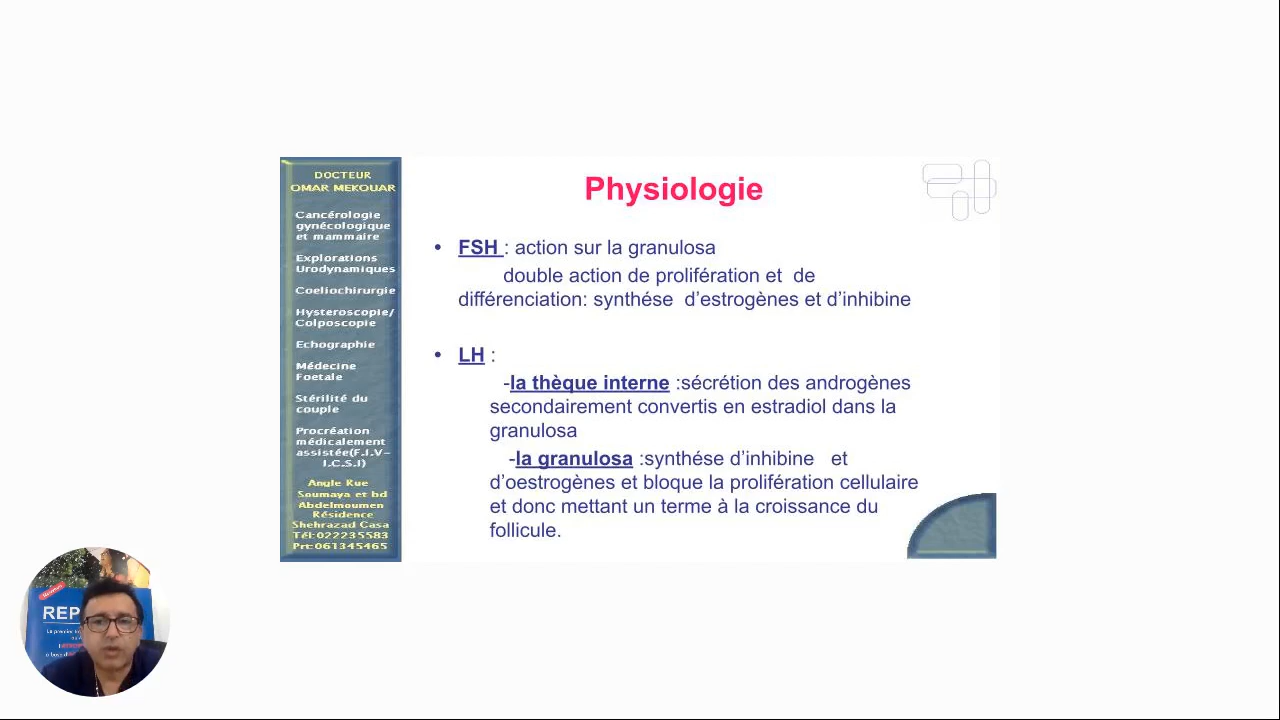 DOCTEUR
OMAR MEKOUAR
Cancérologie
gynécologique
et mammaire
Explorations
Urodynamiques
Coeliochirurgie
Hysteroscopie/
Colposcopie
Echographie
Médecine
Foetale
Stérilité du
couple
Procréation
médicalement
assistée(F.I.V-
I.C.S.I)
Angle Rue
Soumaya et bd
Abdelmoumen
Résidence
Shehrazad Casa
Tél:022235583
Prt:061345465
Physiologie
• FSH : action sur la granulosa
double action de prolifération et de
différenciation: synthése d’estrogènes et d’inhibine
• LH :
-la thèque interne :sécrétion des androgènes
secondairement convertis en estradiol dans la
granulosa
-la granulosa :synthése d’inhibine et
d’oestrogènes et bloque la prolifération cellulaire
et donc mettant un terme à la croissance du
follicule.
REP